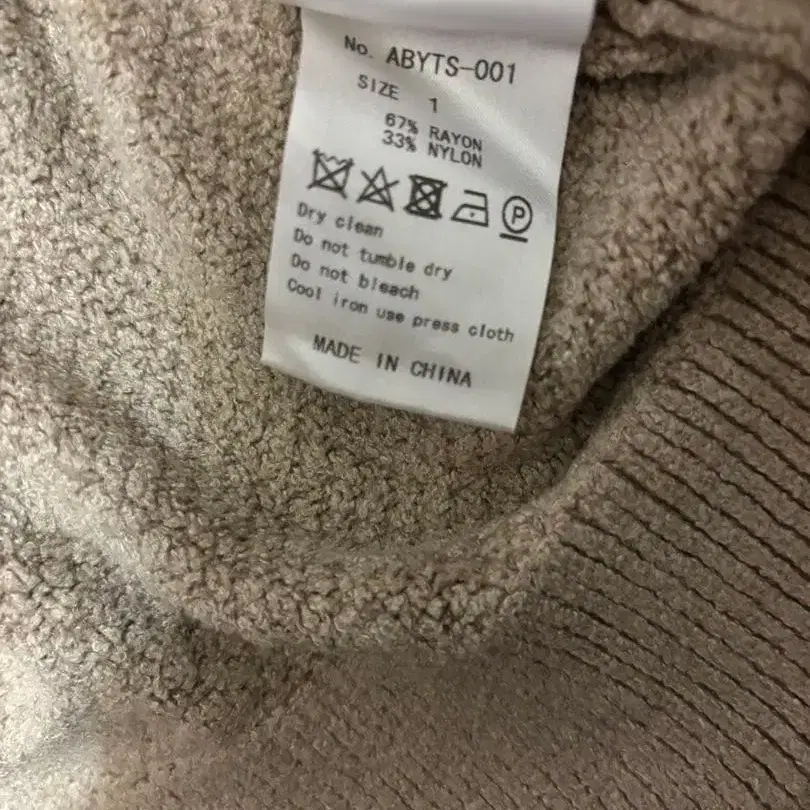 No. ABYTS-001
SIZE 1
67% RAYON
33% NYLON
P
Dry clean
Do not tumble dry
Do not bleach
Cool iron use press cloth
MADE IN CHINA